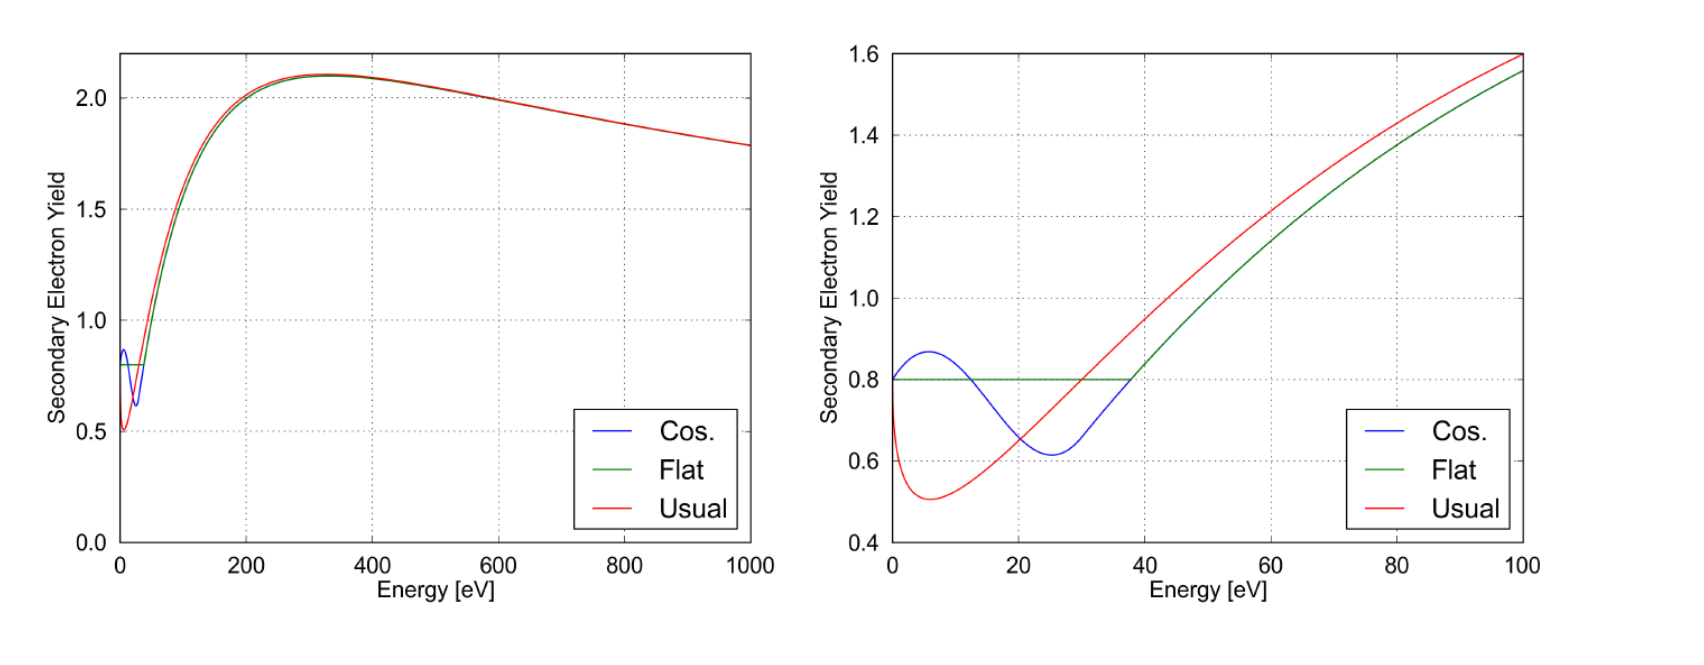 2.0
1.5
1.0
0.5
0.0
Secondary Electron Yield
0 200 400 600 800 1000
Energy [eV]
Cos.
Flat
Usual
1.6
1.4
1.2
1.0
0.8
0.6
0.4
Secondary Electron Yield
0 20 40 60 80 100
Energy [eV]
Cos.
Flat
Usual